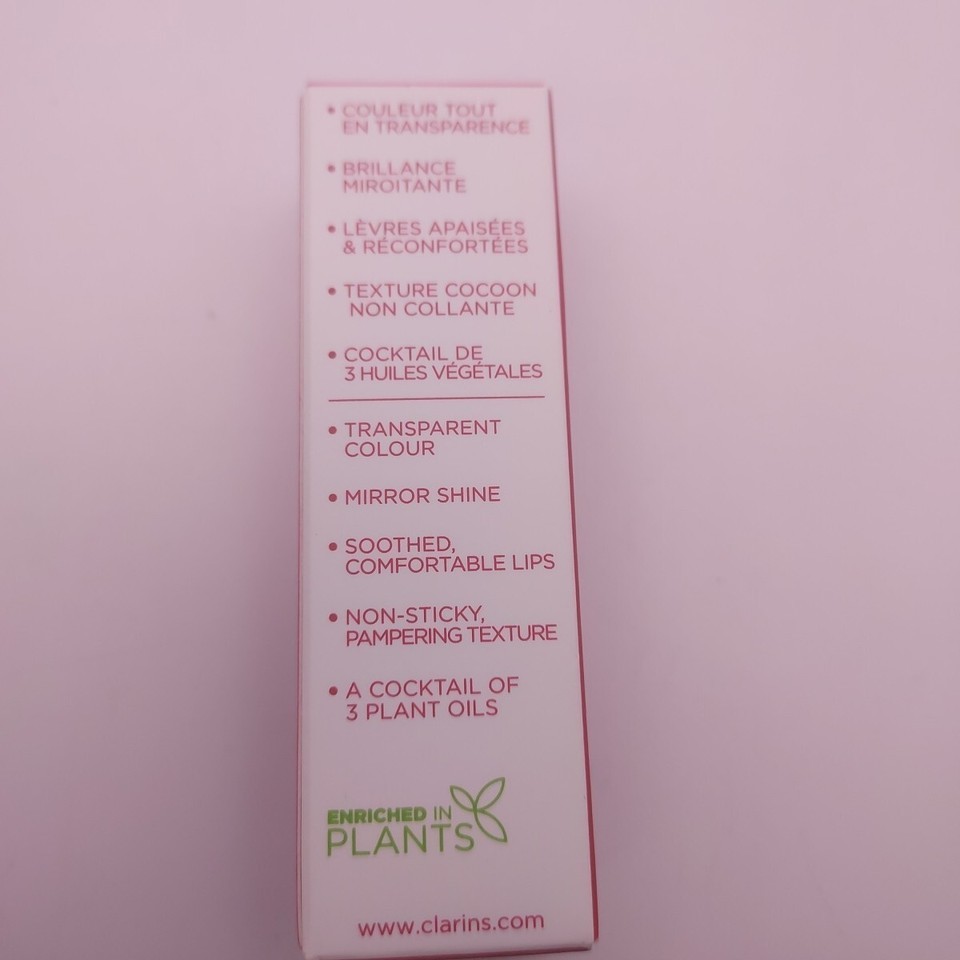 • COULEUR TOUT
EN TRANSPARENCE
• BRILLANCE
MIROITANTE
• LÈVRES APAISÉES
& RÉCONFORTÉES
• TEXTURE COCOON
NON COLLANTE
• COCKTAIL DE
3 HUILES VÉGÉTALES
• TRANSPARENT
COLOUR
• MIRROR SHINE
• SOOTHED,
COMFORTABLE LIPS
• NON-STICKY,
PAMPERING TEXTURE
• A COCKTAIL OF
3 PLANT OILS
ENRICHED IN
PLANTS
www.clarins.com